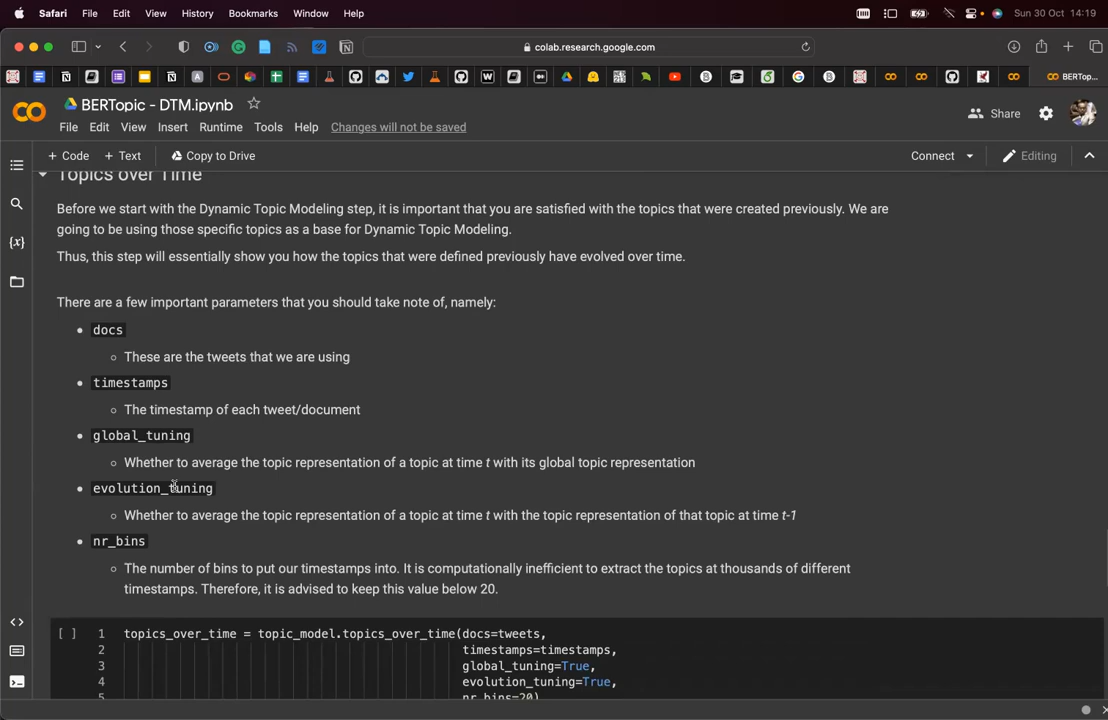 Safari File Edit View History Bookmarks Window Help Sun 30 Oct 14:19
colab.research.google.com
BERTop...
BERTopic - DTM.ipynb
File Edit View Insert Runtime Tools Help Changes will not be saved
Share
+ Code + Text Copy to Drive Connect Editing
Topics over Time
Before we start with the Dynamic Topic Modeling step, it is important that you are satisfied with the topics that were created previously. We are
going to be using those specific topics as a base for Dynamic Topic Modeling.
Thus, this step will essentially show you how the topics that were defined previously have evolved over time.
There are a few important parameters that you should take note of, namely:
docs
These are the tweets that we are using
timestamps
The timestamp of each tweet/document
global_tuning
Whether to average the topic representation of a topic at time t with its global topic representation
evolution_tuning
Whether to average the topic representation of a topic at time t with the topic representation of that topic at time t-1
nr_bins
The number of bins to put our timestamps into. It is computationally inefficient to extract the topics at thousands of different
timestamps. Therefore, it is advised to keep this value below 20.
[ ] 1 topics_over_time = topic_model.topics_over_time(docs=tweets,
2 timestamps=timestamps,
3 global_tuning=True,
4 evolution_tuning=True,
5 nr_bins=20)